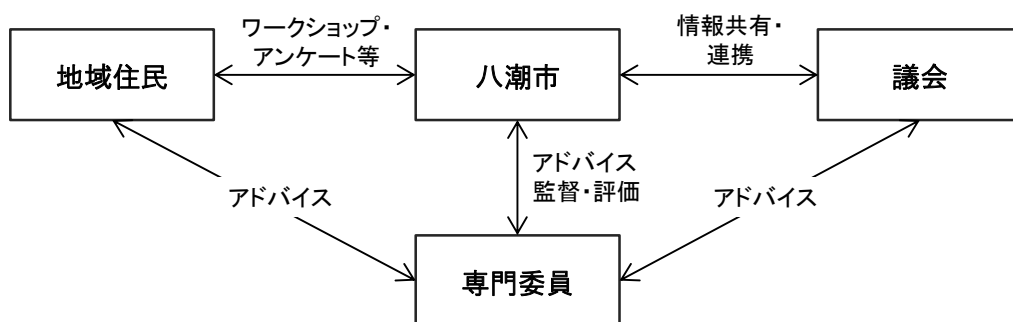 ワークショップ・
アンケート等
情報共有・
連携
地域住民
八潮市
議会
アドバイス
アドバイス
監督・評価
アドバイス
専門委員